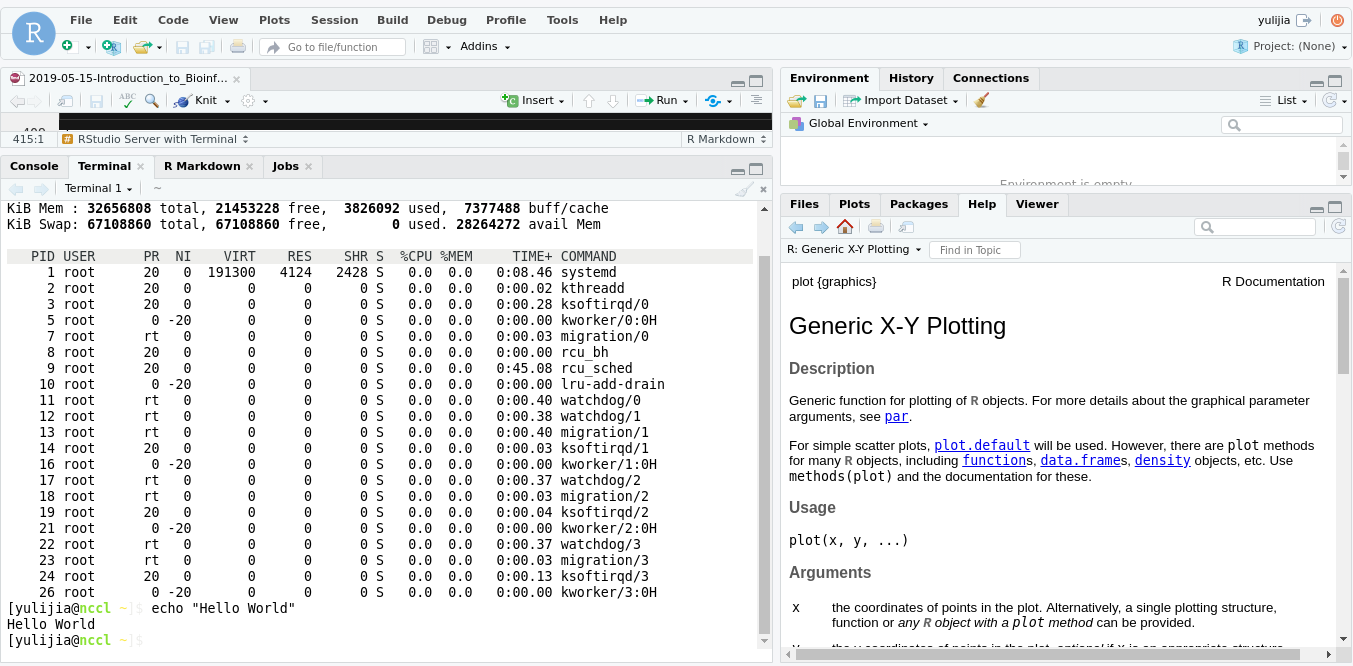 R
File Edit Code View Plots Session Build Debug Profile Tools Help
yulijia
Go to file/function
Addins
Project: (None)
2019-05-15-Introduction_to_Bioinf...
ABC
Knit
Insert
Run
415:1
# RStudio Server with Terminal
R Markdown
Console Terminal R Markdown Jobs
Terminal 1 ~
KiB Mem : 32656808 total, 21453228 free, 3826092 used, 7377488 buff/cache
KiB Swap: 67108860 total, 67108860 free, 0 used. 28264272 avail Mem
PID USER PR NI VIRT RES SHR S %CPU %MEM TIME+ COMMAND
1 root 20 0 191300 4124 2428 S 0.0 0.0 0:08.46 systemd
2 root 20 0 0 0 0 S 0.0 0.0 0:00.02 kthreadd
3 root 20 0 0 0 0 S 0.0 0.0 0:00.28 ksoftirqd/0
5 root 0 -20 0 0 0 S 0.0 0.0 0:00.00 kworker/0:0H
7 root rt 0 0 0 0 S 0.0 0.0 0:00.03 migration/0
8 root 20 0 0 0 0 S 0.0 0.0 0:00.00 rcu_bh
9 root 20 0 0 0 0 S 0.0 0.0 0:45.08 rcu_sched
10 root 0 -20 0 0 0 S 0.0 0.0 0:00.00 lru-add-drain
11 root rt 0 0 0 0 S 0.0 0.0 0:00.40 watchdog/0
12 root rt 0 0 0 0 S 0.0 0.0 0:00.38 watchdog/1
13 root rt 0 0 0 0 S 0.0 0.0 0:00.40 migration/1
14 root 20 0 0 0 0 S 0.0 0.0 0:00.03 ksoftirqd/1
16 root 0 -20 0 0 0 S 0.0 0.0 0:00.00 kworker/1:0H
17 root rt 0 0 0 0 S 0.0 0.0 0:00.37 watchdog/2
18 root rt 0 0 0 0 S 0.0 0.0 0:00.03 migration/2
19 root 20 0 0 0 0 S 0.0 0.0 0:00.04 ksoftirqd/2
21 root 0 -20 0 0 0 S 0.0 0.0 0:00.00 kworker/2:0H
22 root rt 0 0 0 0 S 0.0 0.0 0:00.37 watchdog/3
23 root rt 0 0 0 0 S 0.0 0.0 0:00.03 migration/3
24 root 20 0 0 0 0 S 0.0 0.0 0:00.13 ksoftirqd/3
26 root 0 -20 0 0 0 S 0.0 0.0 0:00.00 kworker/3:0H
[yulijia@nccl ~]$ echo "Hello World"
Hello World
[yulijia@nccl ~]$
Environment History Connections
Import Dataset
List
Global Environment
Environment is empty
Files Plots Packages Help Viewer
R: Generic X-Y Plotting
Find in Topic
plot {graphics}
R Documentation
Generic X-Y Plotting
Description
Generic function for plotting of R objects. For more details about the graphical parameter
arguments, see par.
For simple scatter plots, plot.default will be used. However, there are plot methods
for many R objects, including functions, data.frames, density objects, etc. Use
methods(plot) and the documentation for these.
Usage
plot(x, y, ...)
Arguments
x the coordinates of points in the plot. Alternatively, a single plotting structure,
function or any R object with a plot method can be provided.
y the y coordinates of points in the plot, optional if x is an appropriate structure.